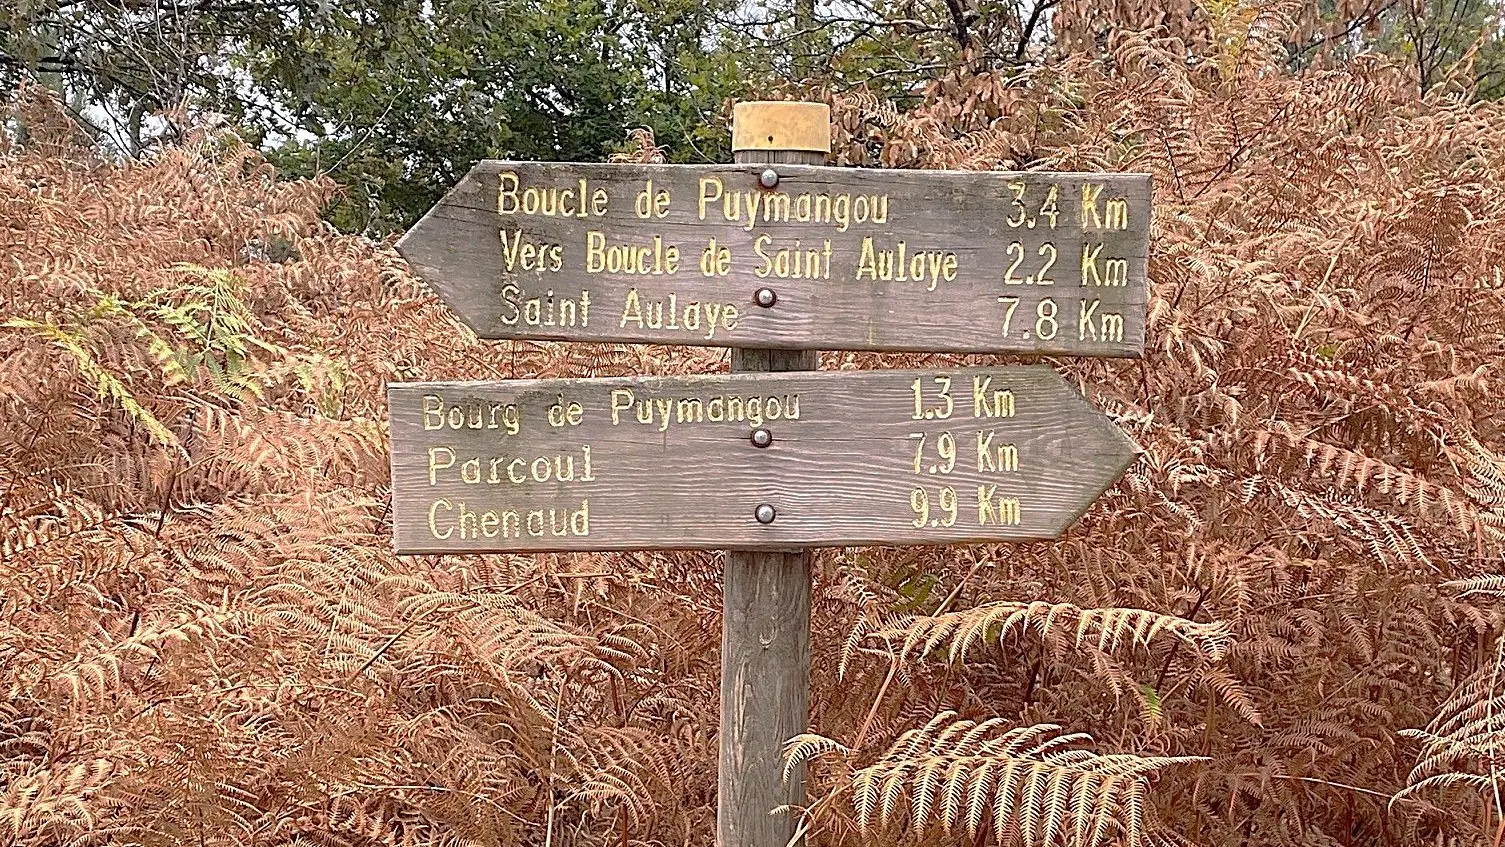 Boucle de Puymangou 3.4 Km
Vers Boucle de Saint Aulaye 2.2 Km
Saint Aulaye 7.8 Km
Bourg de Puymangou 1.3 Km
Parcoul 7.9 Km
Chenaud 9.9 Km